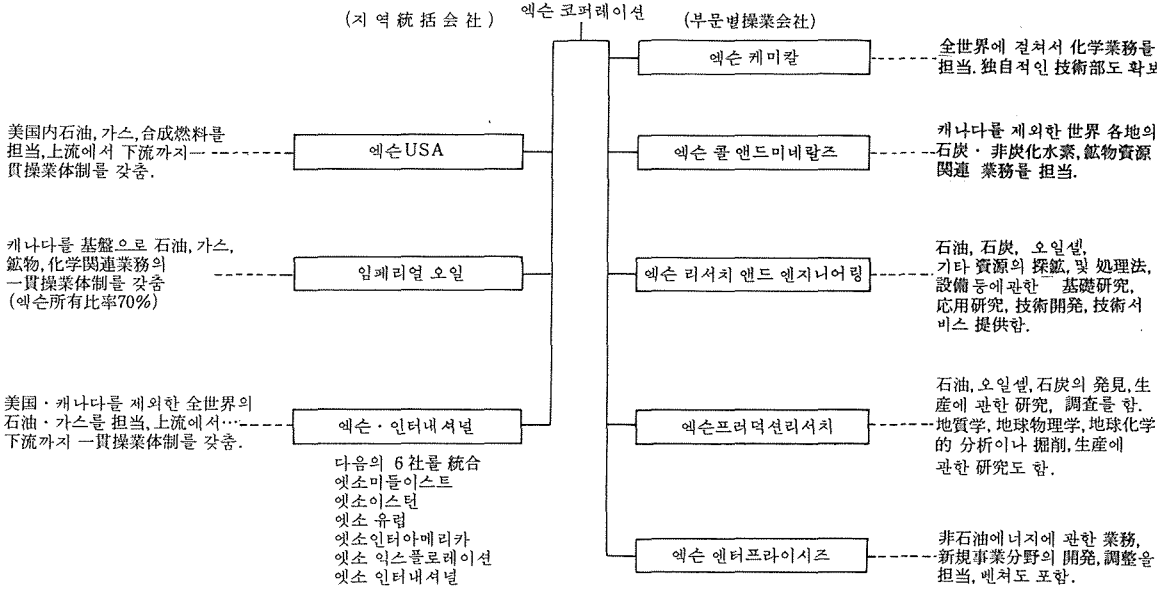 엑슨 코퍼레이션
(지역統括会社)
(부문별操業会社)
美国内石油, 가스, 合成燃料를
担当, 上流에서 下流까지一
貫操業体制를 갖춤.
엑슨USA
캐나다를 基盤으로 石油, 가스,
鉱物, 化学関連業務의
一貫操業体制를 갖춤
(엑슨所有比率70%)
임페리얼 오일
美国·캐나다를 제외한 全世界의
石油·가스를 担当, 上流에서…
下流까지 一貫操業体制를 갖춤.
엑슨·인터내셔널
다음의 6社를 統合
엣소미들이스트
엣소이스턴
엣소 유럽
엣소인터아메리카
엣소 익스플로레이션
엣소 인터내셔널
엑슨 케미칼
全世界에 걸쳐서 化学業務를
担当. 独自的인 技術部도 확보
엑슨 콜 앤드미네랄즈
캐나다를 제외한 世界 各地의
石炭·非炭化水素, 鉱物資源
関連 業務를 担当.
엑슨 리서치 앤드 엔지니어링
石油, 石炭, 오일셸,
기타 資源의 探鉱, 및 処理法,
設備 등에관한 基礎研究,
応用研究, 技術開発, 技術서
비스 提供함.
엑슨프러덕션리서치
石油, 오일셸, 石炭의 発見, 生
産에 관한 研究, 調査를 함.
地質学, 地球物理学, 地球化学
的 分析이나 掘削, 生産에
관한 研究도 함.
엑슨 엔터프라이시즈
非石油에너지에 관한 業務,
新規事業分野의 開発, 調整을
担当, 벤쳐도 포함.